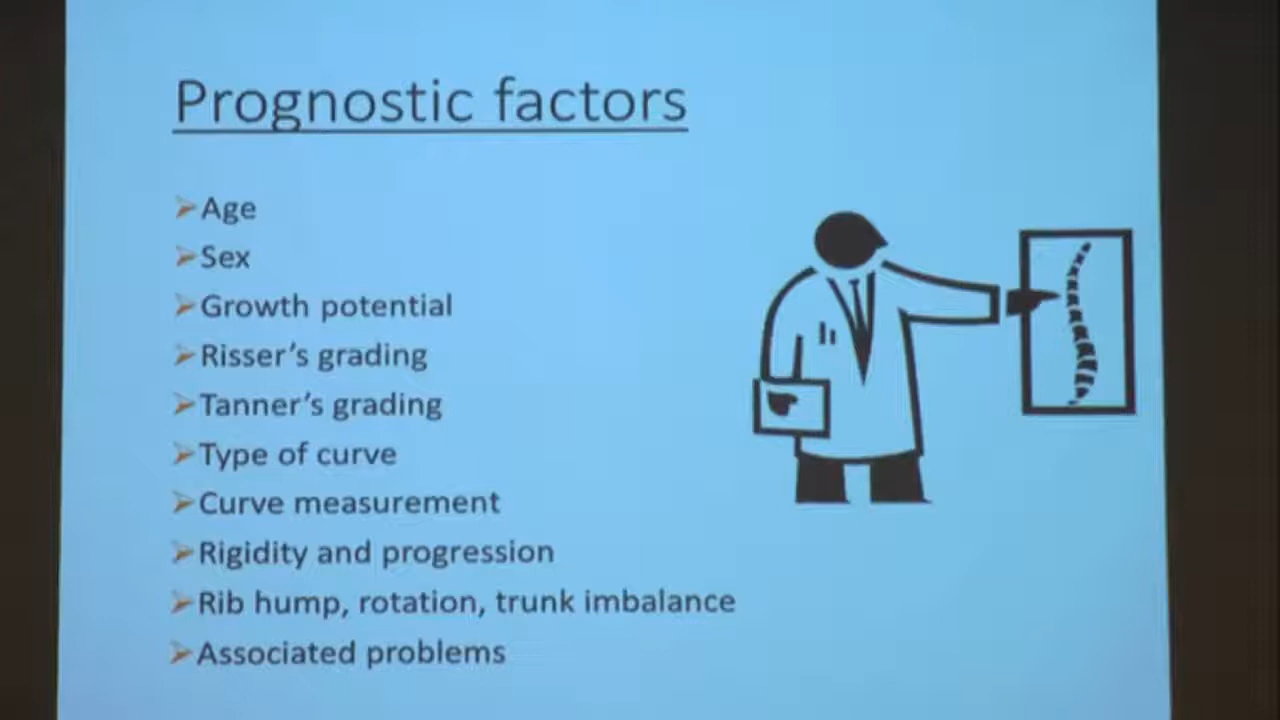 Prognostic factors
Age
Sex
Growth potential
Risser's grading
Tanner's grading
Type of curve
Curve measurement
Rigidity and progression
Rib hump, rotation, trunk imbalance
Associated problems